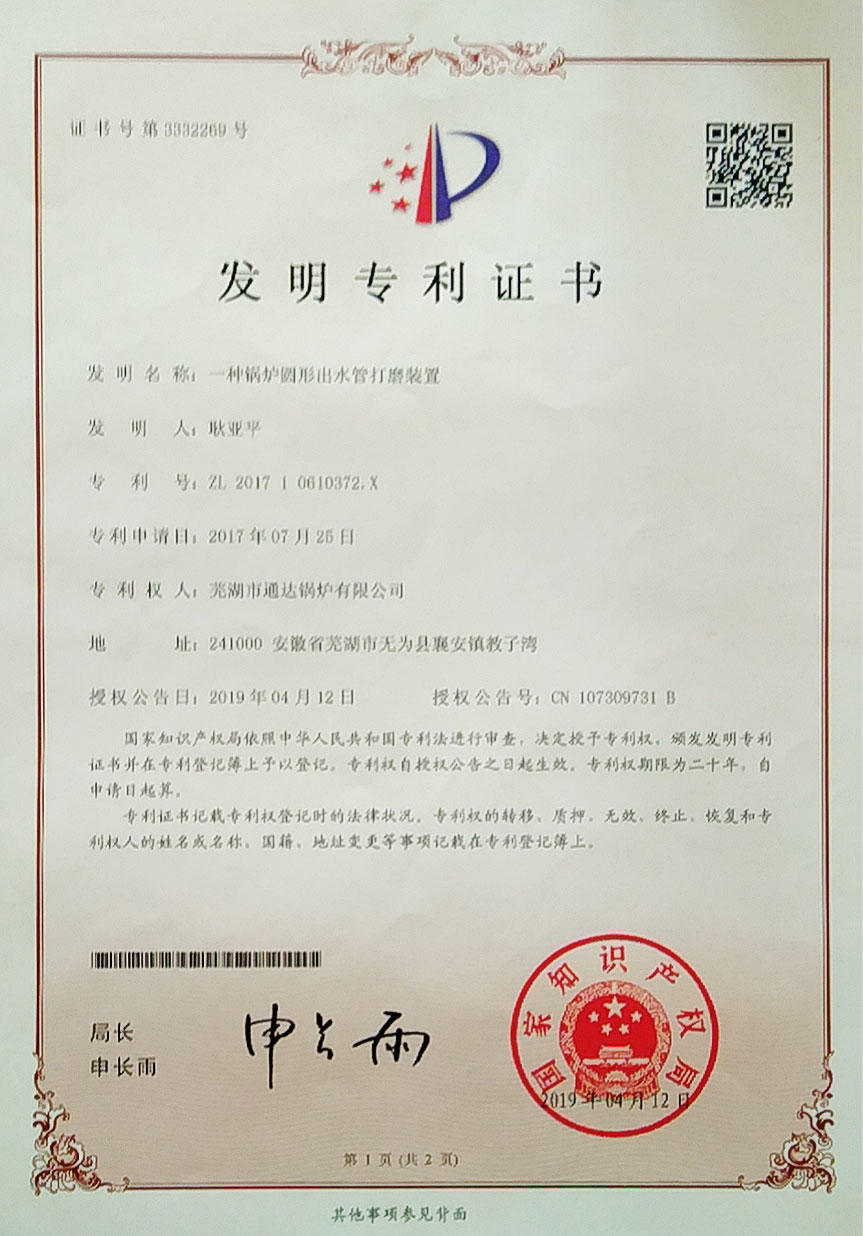 证书号第3332269号
发明专利证书
发明名称：一种锅炉圆形出水管打磨装置
发明人：耿亚平
专利号：ZL 2017 1 0610372.X
专利申请日：2017年07月25日
专利权人：芜湖市通达锅炉有限公司
地址：241000 安徽省芜湖市无为县襄安镇教子湾
授权公告日：2019年04月12日 授权公告号：CN 107309731 B
国家知识产权局依照中华人民共和国专利法进行审查，决定授予专利权，颁发发明专利
证书并在专利登记簿上予以登记。专利权自授权公告之日起生效。专利权期限为二十年，自
申请日起算。
专利证书记载专利权登记时的法律状况。专利权的转移、质押、无效、终止、恢复和专
利权人的姓名或名称、国籍、地址变更等事项记载在专利登记簿上。
局长
申长雨
申长雨
国家知识产权局
2019年04月12日
第1页(共2页)
其他事项参见背面